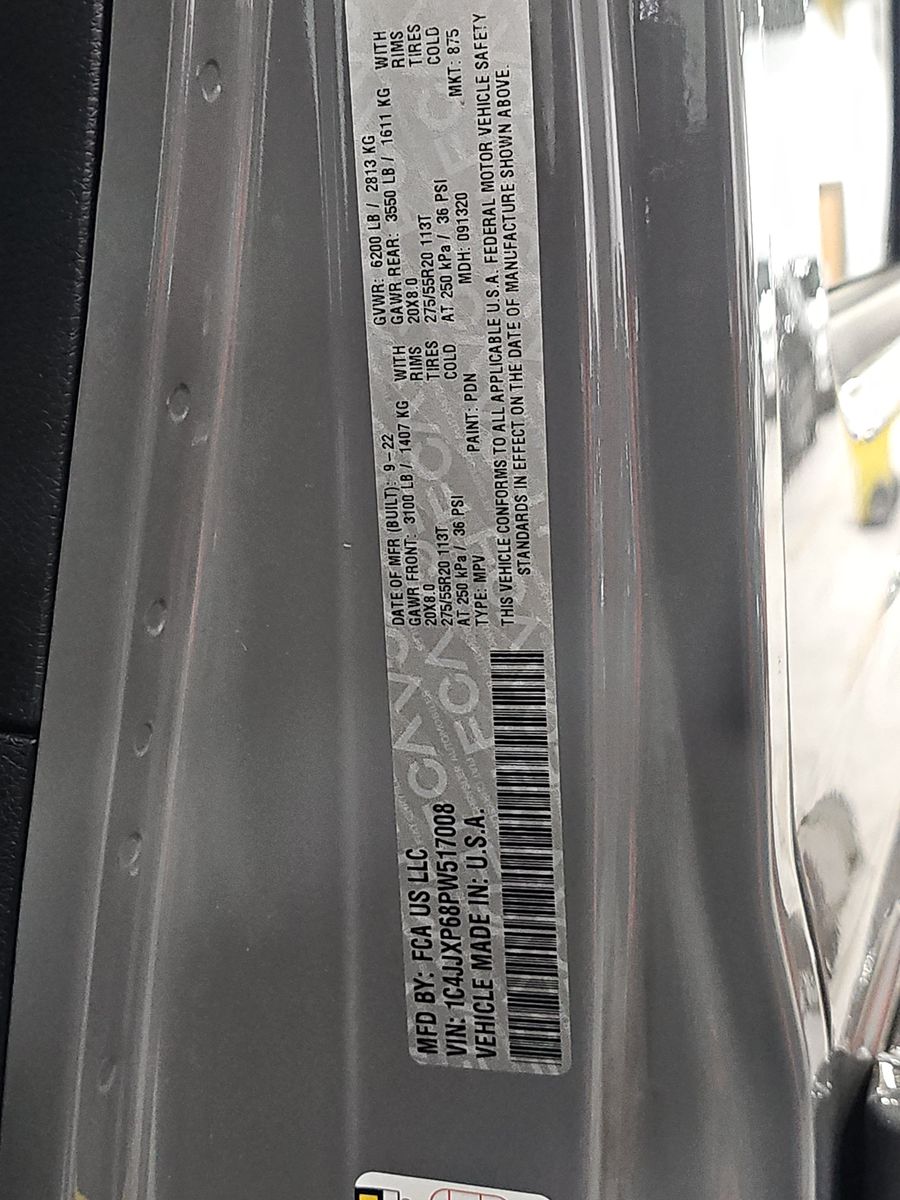 MFD BY: FCA US LLC
VIN: 1C4JJXP68PW517008
VEHICLE MADE IN: U.S.A.
DATE OF MFR (BUILT): 9-22 GVWR: 6200 LB / 2813 KG
GAWR FRONT: 3100 LB / 1407 KG WITH GAWR REAR: 3550 LB / 1611 KG WITH
20X8.0 RIMS 20X8.0 RIMS
275/55R20 113T TIRES 275/55R20 113T TIRES
AT 250 kPa / 36 PSI COLD AT 250 kPa / 36 PSI COLD
TYPE: MPV PAINT: PDN MDH: 091320 MKT: 875
THIS VEHICLE CONFORMS TO ALL APPLICABLE U.S.A. FEDERAL MOTOR VEHICLE SAFETY
STANDARDS IN EFFECT ON THE DATE OF MANUFACTURE SHOWN ABOVE.